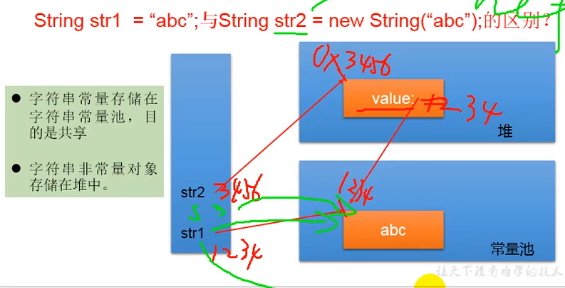 String str1 = “abc”;与String str2 = new String(“abc”);的区别?
0x3456
value:
1234
堆
● 字符串常量存储在
字符串常量池，目
的是共享
● 字符串非常量对象
存储在堆中。
str2
3456
1234
s3
str1
1234
abc
常量池
让天下没有难学的技术